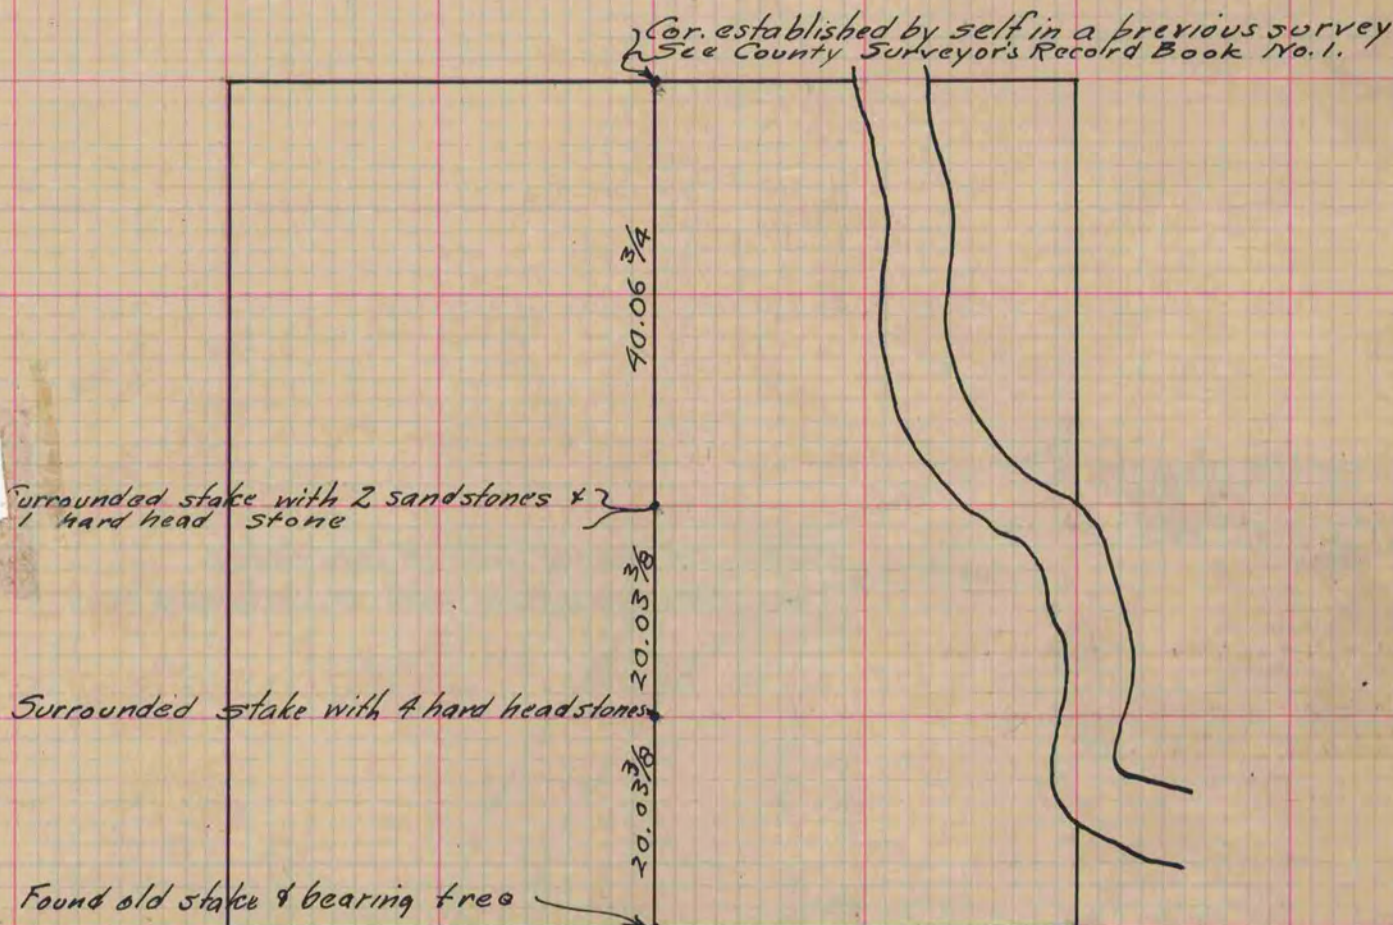 Cor. established by self in a previous survey
See County Surveyor's Record Book No. 1.
40.06 3/4
Surrounded stake with 2 sandstones &
1 hard head stone
20.03 3/8
Surrounded stake with 4 hard head stones
20.03 3/8
Found old stake & bearing tree